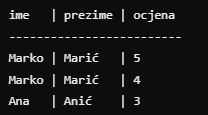 ime   | prezime | ocjena
-------------------------
Marko | Marić   | 5
Marko | Marić   | 4
Ana   | Anić    | 3